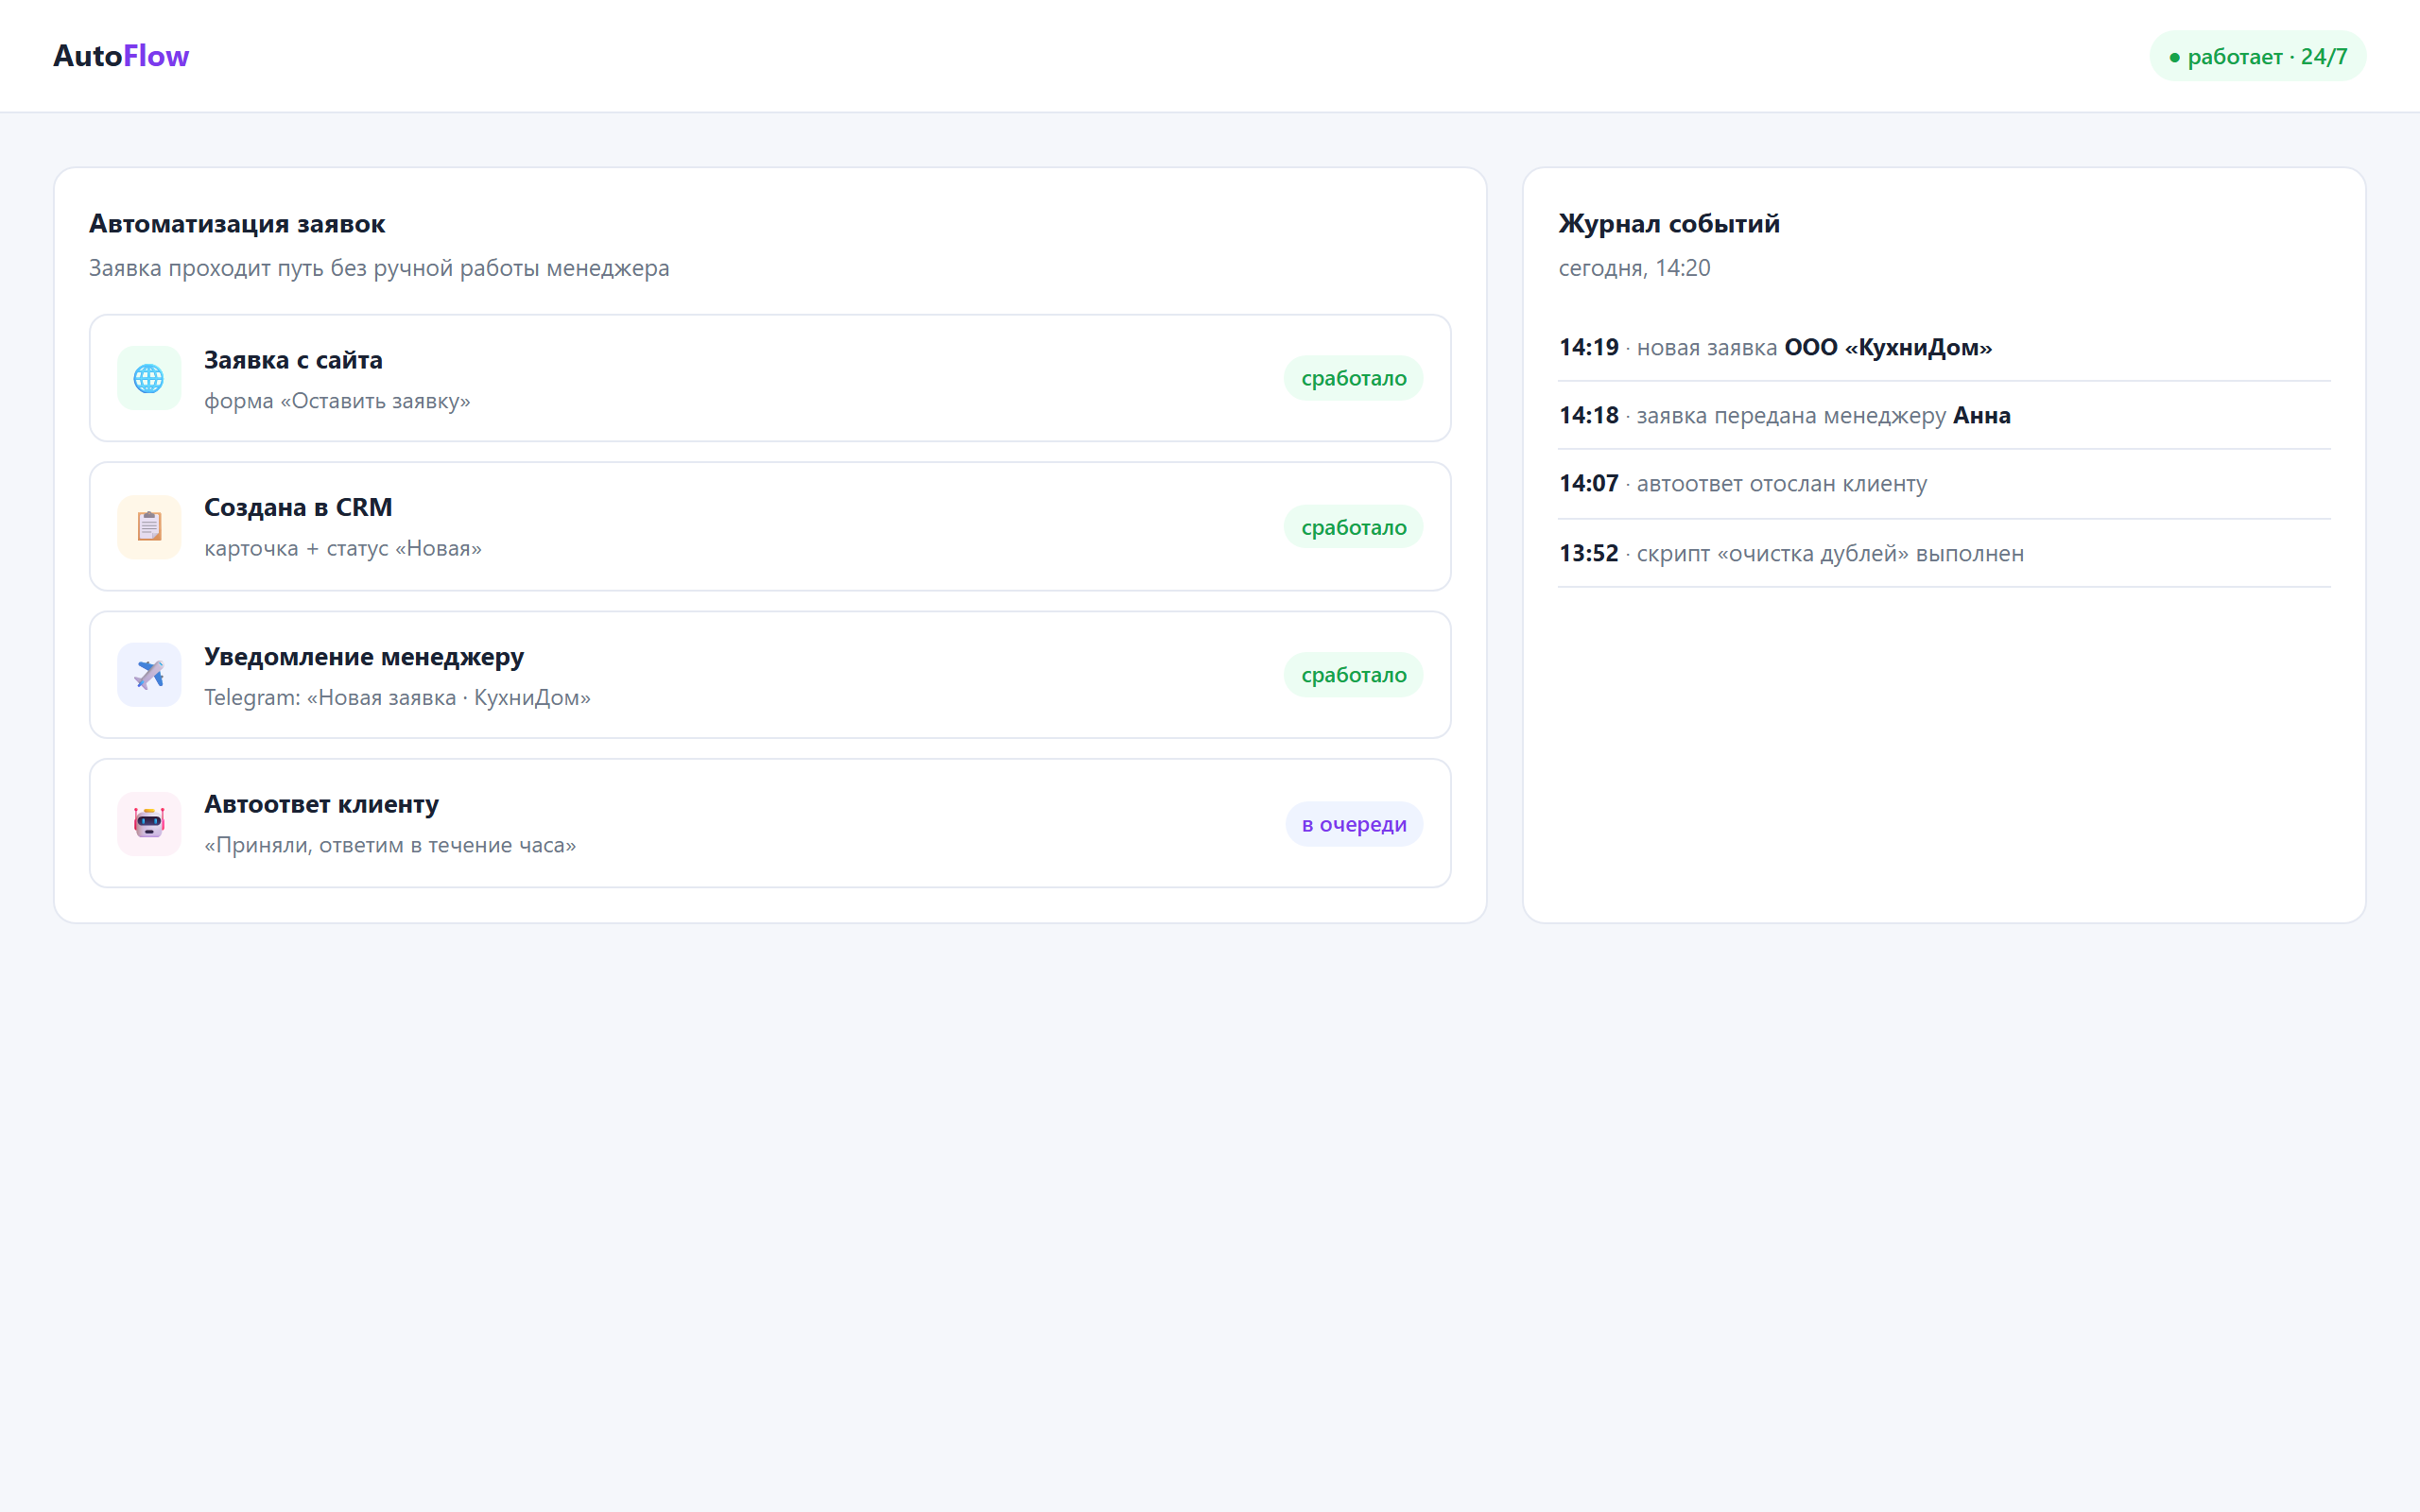 AutoFlow
● работает · 24/7
Автоматизация заявок
Заявка проходит путь без ручной работы менеджера
Заявка с сайта
форма «Оставить заявку»
сработало
Создана в CRM
карточка + статус «Новая»
сработало
Уведомление менеджеру
Telegram: «Новая заявка · КухниДом»
сработало
Автоответ клиенту
«Приняли, ответим в течение часа»
в очереди
Журнал событий
сегодня, 14:20
14:19 · новая заявка ООО «КухниДом»
14:18 · заявка передана менеджеру Анна
14:07 · автоответ отослан клиенту
13:52 · скрипт «очистка дублей» выполнен